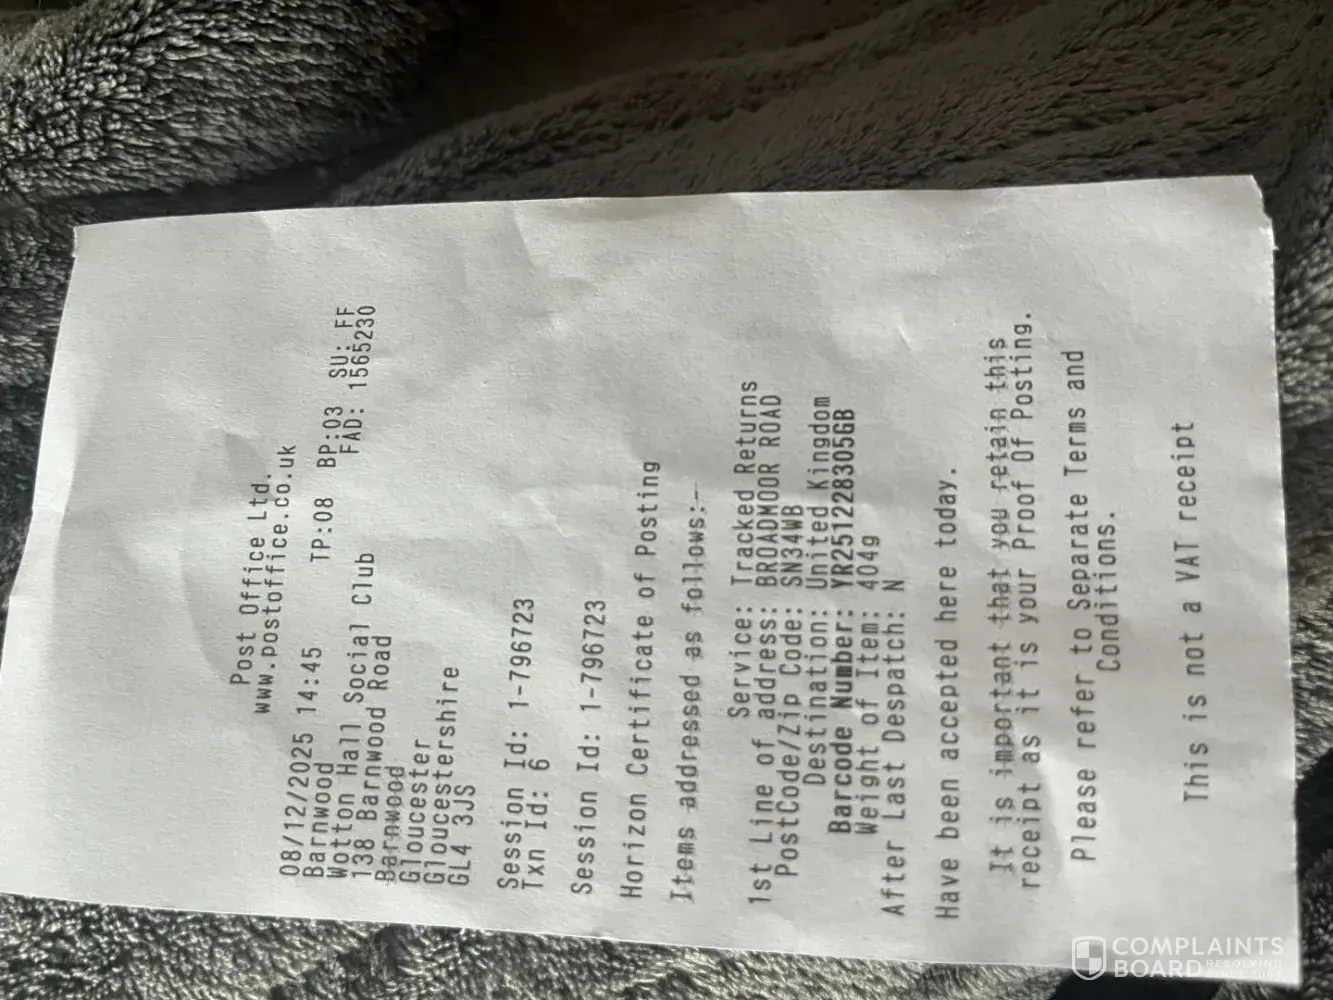 Post Office Ltd.
www.postoffice.co.uk
08/12/2025 14:45 TP:08 BP:03 SU: FF
Barnwood FAD: 1565230
Wotton Hall Social Club
138 Barnwood Road
Barnwood
Gloucester
Gloucestershire
GL4 3JS
Session Id: 1-796723
Txn Id: 6
Session Id: 1-796723
Horizon Certificate of Posting
Items addressed as follows:-
Service: Tracked Returns
1st Line of address: BROADMOOR ROAD
PostCode/Zip Code: SN34WB
Destination: United Kingdom
Barcode Number: YR251228305GB
Weight of Item: 404g
After Last Despatch: N
Have been accepted here today.
It is important that you retain this
receipt as it is your Proof Of Posting.
Please refer to Separate Terms and
Conditions.
This is not a VAT receipt
COMPLAINTS
BOARD RESOLVING
SINCE 2004